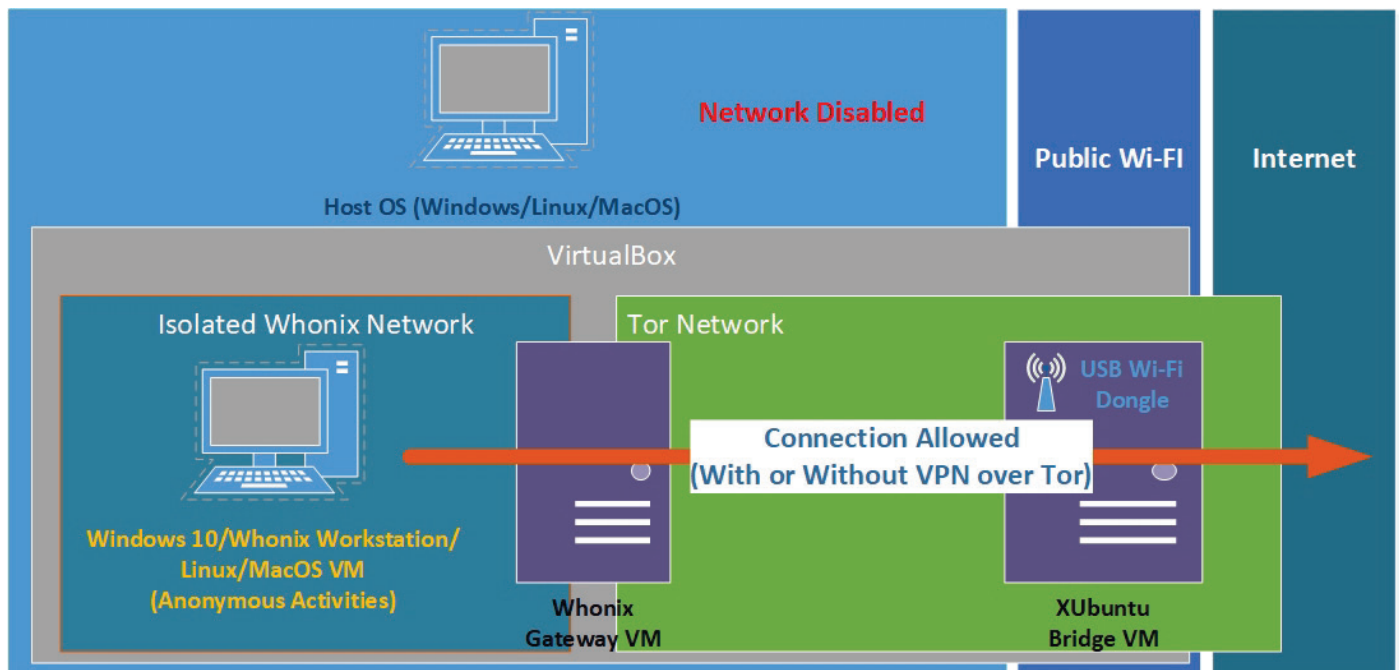 Network Disabled
Public Wi-FI
Internet
Host OS (Windows/Linux/MacOS)
VirtualBox
Isolated Whonix Network
Tor Network
USB Wi-Fi
Dongle
Connection Allowed
(With or Without VPN over Tor)
Windows 10/Whonix Workstation/
Linux/MacOS VM
(Anonymous Activities)
Whonix
Gateway VM
XUbuntu
Bridge VM